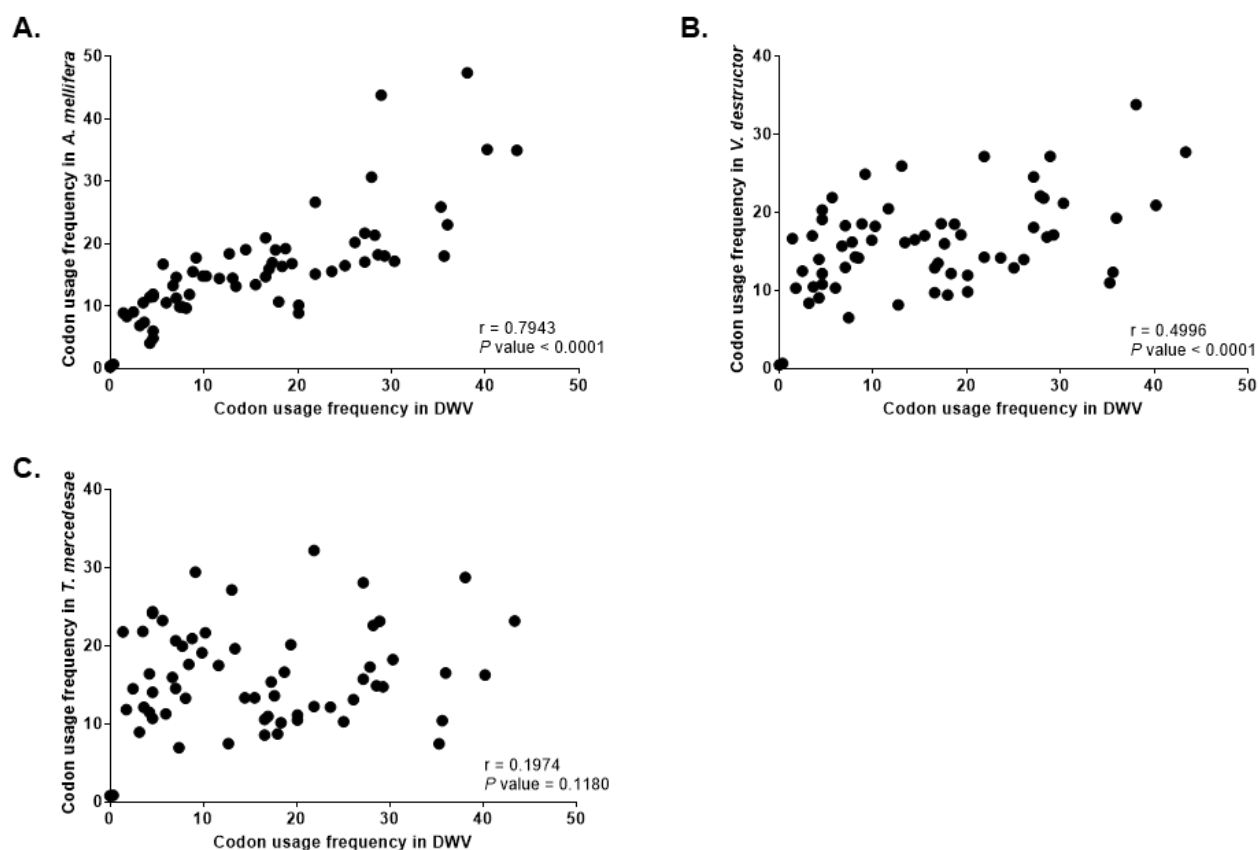 A.
Codon usage frequency in A. mellifera
50
40
30
20
10
0
0 10 20 30 40 50
Codon usage frequency in DWV
r = 0.7943
P value < 0.0001
B.
Codon usage frequency in V. destructor
40
30
20
10
0
0 10 20 30 40 50
Codon usage frequency in DWV
r = 0.4996
P value < 0.0001
C.
Codon usage frequency in T. mercedesae
40
30
20
10
0
0 10 20 30 40 50
Codon usage frequency in DWV
r = 0.1974
P value = 0.1180